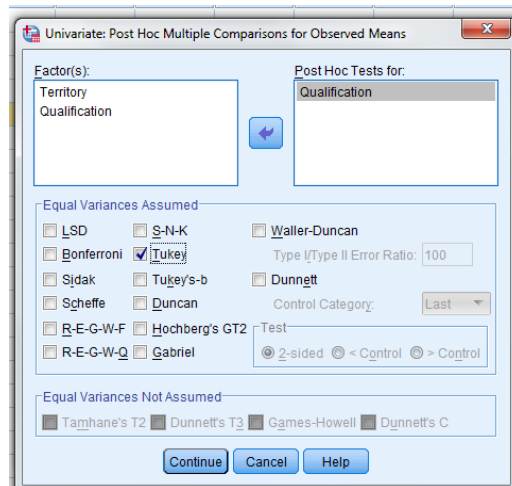 Univariate: Post Hoc Multiple Comparisons for Observed Means
Factor(s):
Territory
Qualification
Post Hoc Tests for:
Qualification
Equal Variances Assumed
LSD S-N-K Waller-Duncan
Bonferroni Tukey Type I/Type II Error Ratio: 100
Sidak Tukey's-b Dunnett
Scheffe Duncan Control Category: Last
R-E-G-W-F Hochberg's GT2 Test
R-E-G-W-Q Gabriel 2-sided < Control > Control
Equal Variances Not Assumed
Tamhane's T2 Dunnett's T3 Games-Howell Dunnett's C
Continue Cancel Help